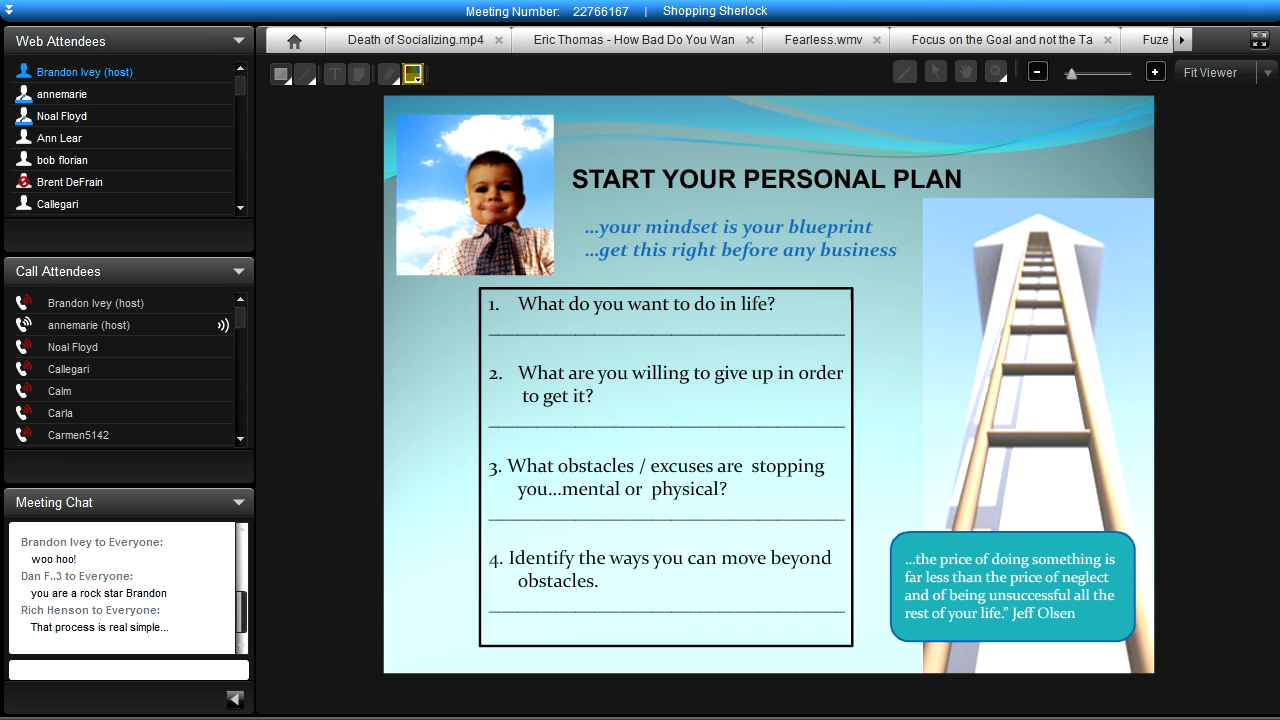 Meeting Number: 22766167 | Shopping Sherlock
Web Attendees
Brandon Ivey (host)
annemarie
Noal Floyd
Ann Lear
bob florian
Brent DeFrain
Callegari
Call Attendees
Brandon Ivey (host)
annemarie (host)
Noal Floyd
Callegari
Calm
Carla
Carmen5142
Meeting Chat
Brandon Ivey to Everyone:
woo hoo!
Dan F..3 to Everyone:
you are a rock star Brandon
Rich Henson to Everyone:
That process is real simple...
Death of Socializing.mp4
Eric Thomas - How Bad Do You Wan
Fearless.wmv
Focus on the Goal and not the Ta
Fuze
T
Fit Viewer
START YOUR PERSONAL PLAN
...your mindset is your blueprint
...get this right before any business
1. What do you want to do in life?
2. What are you willing to give up in order
to get it?
3. What obstacles / excuses are stopping
you...mental or physical?
4. Identify the ways you can move beyond
obstacles.
...the price of doing something is
far less than the price of neglect
and of being unsuccessful all the
rest of your life.” Jeff Olsen